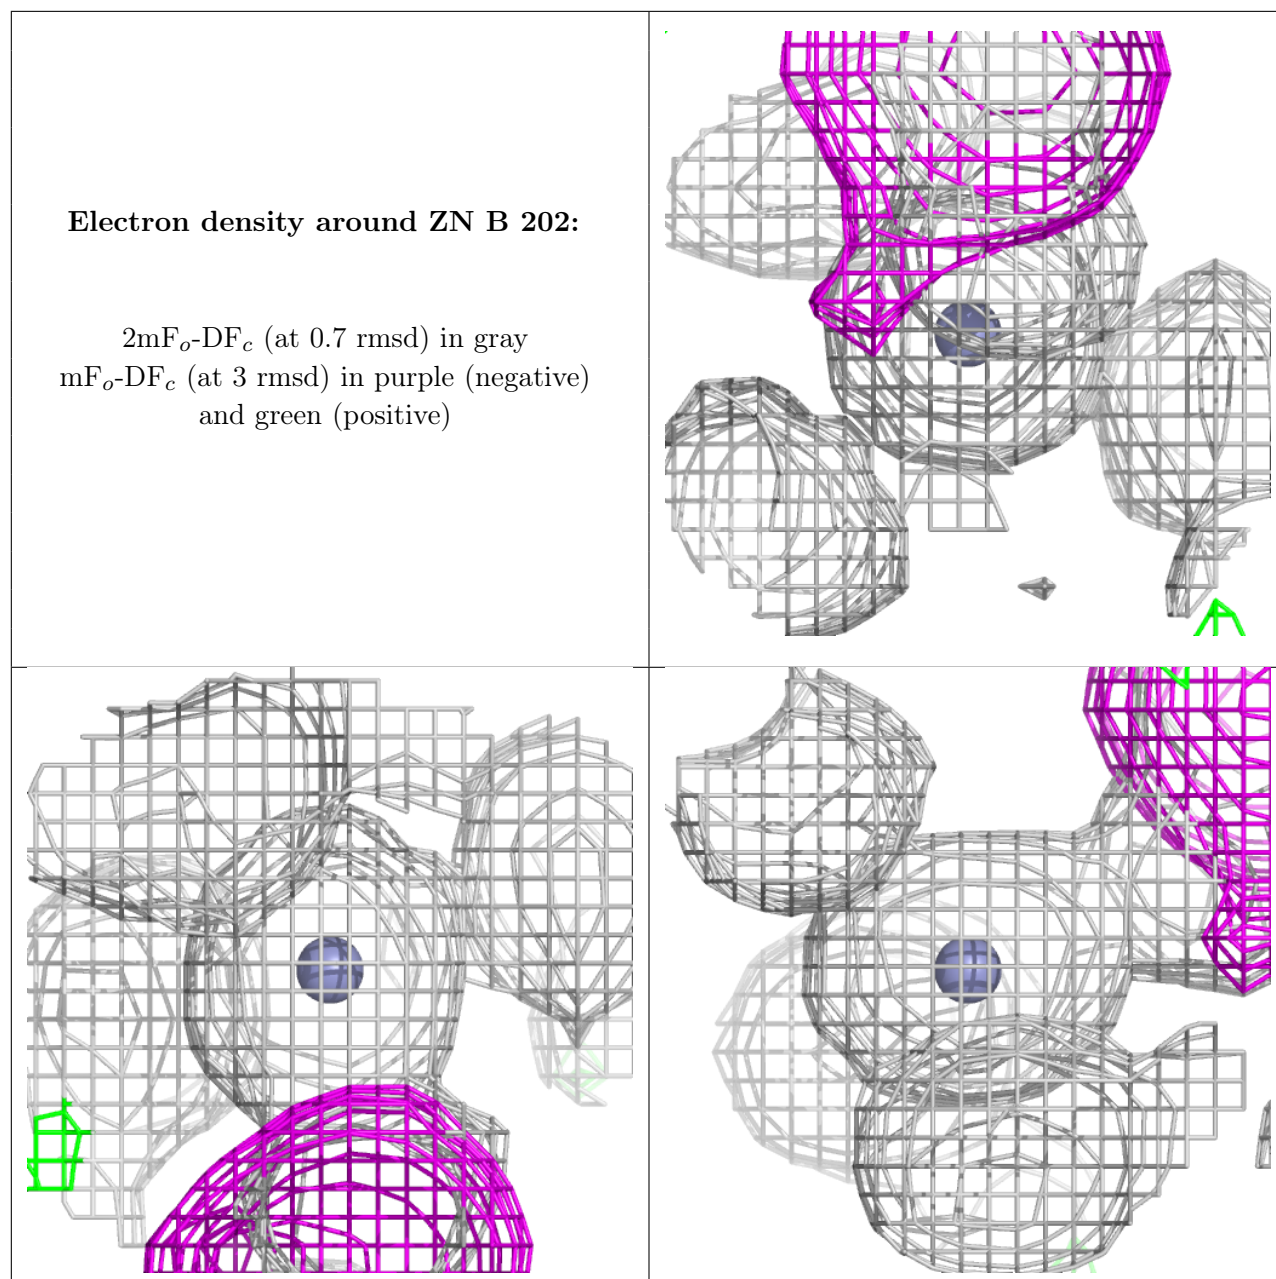 Electron density around ZN B 202:
2mFo-DFc (at 0.7 rmsd) in gray
mFo-DFc (at 3 rmsd) in purple (negative)
and green (positive)